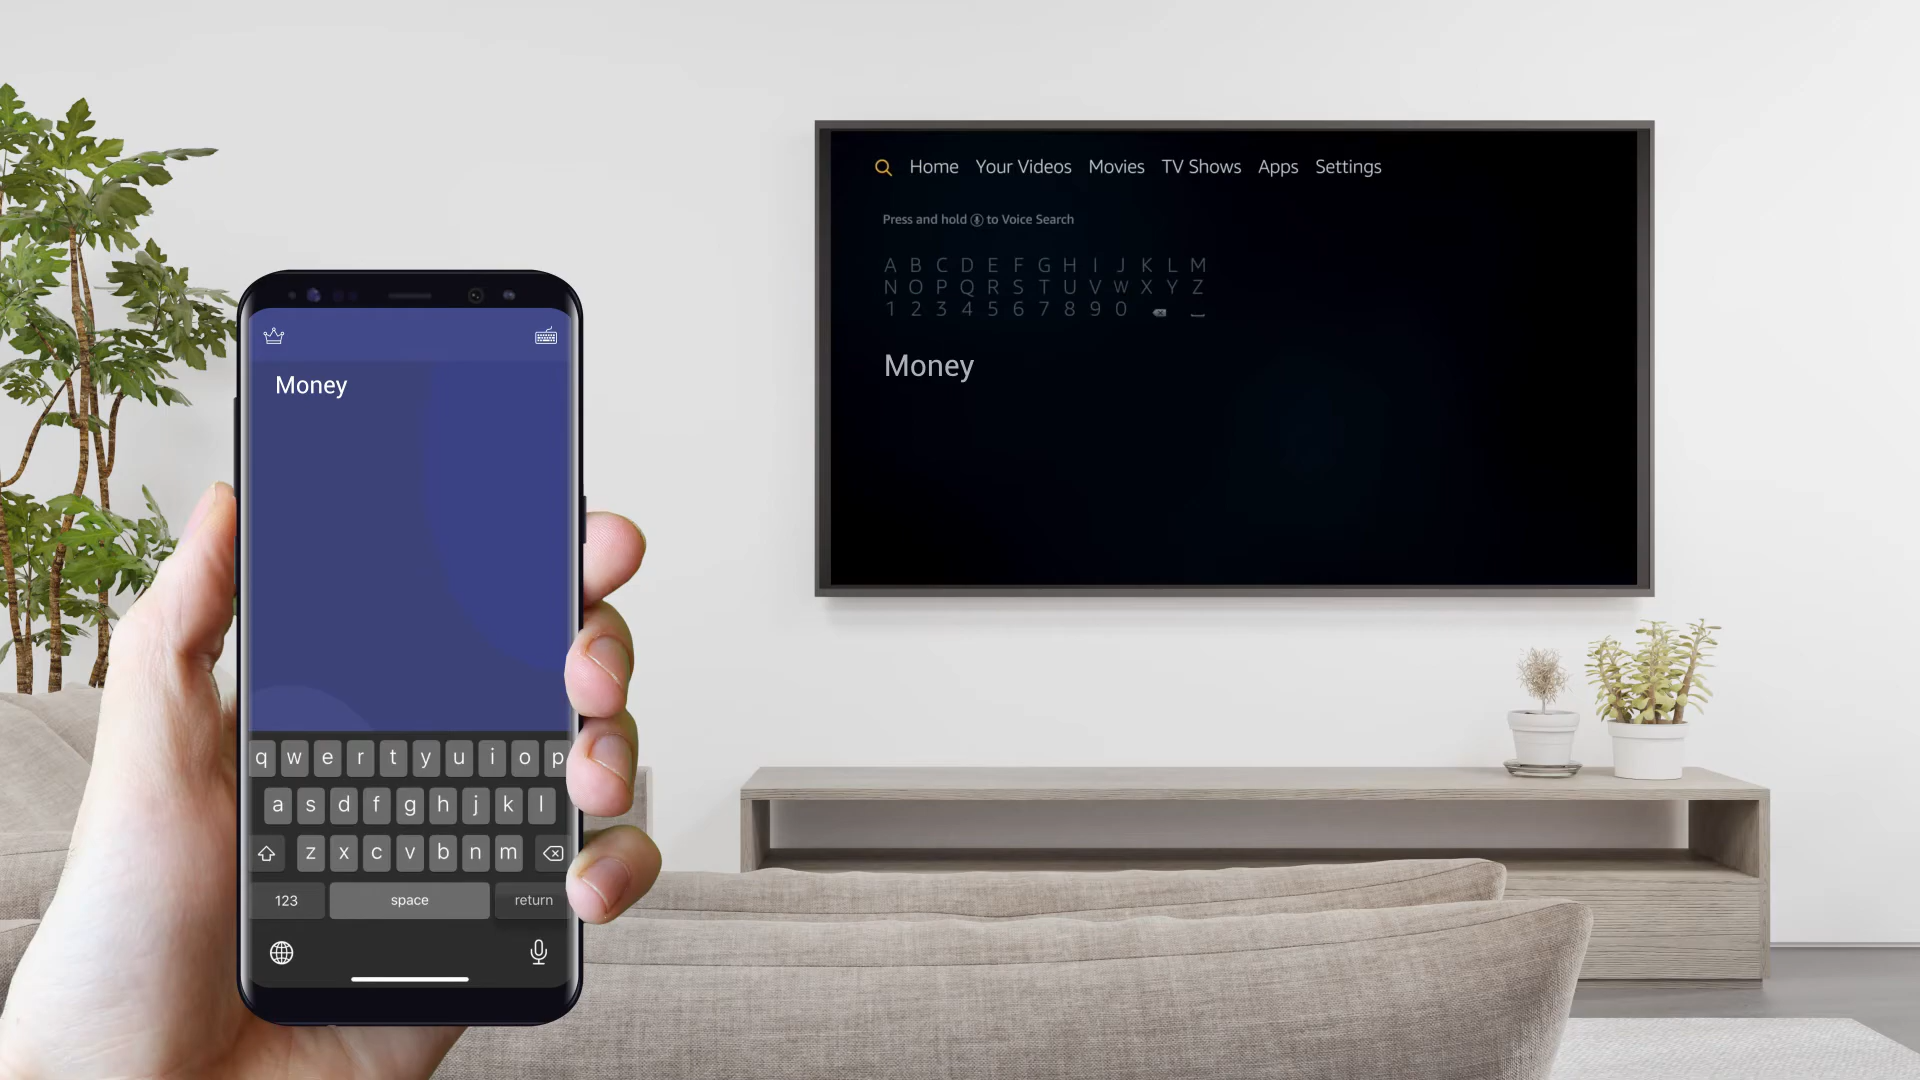 Money
q w e r t y u i o p
a s d f g h j k l
z x c v b n m
123 space return
Home Your Videos Movies TV Shows Apps Settings
Press and hold to Voice Search
A B C D E F G H I J K L M
N O P Q R S T U V W X Y Z
1 2 3 4 5 6 7 8 9 0
Money